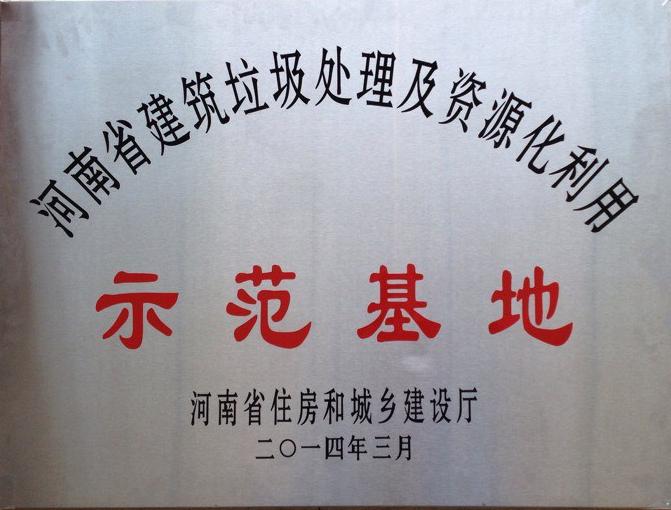 河南省建筑垃圾处理及资源化利用
示范基地
河南省住房和城乡建设厅
二〇一四年三月